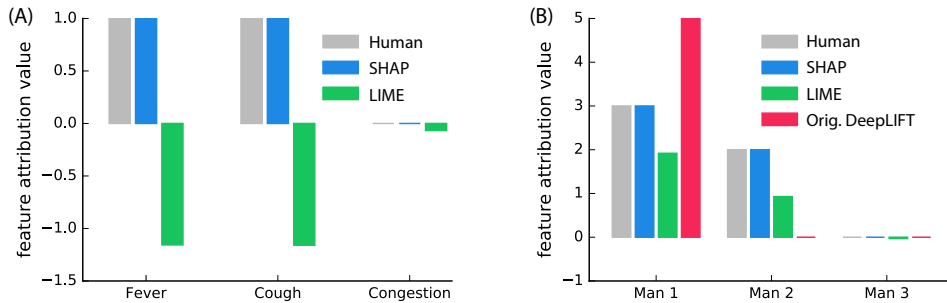 (A)
feature attribution value
1.0
0.5
0.0
−0.5
−1.0
−1.5
Human
SHAP
LIME
Fever Cough Congestion
(B)
feature attribution value
5
4
3
2
1
0
−1
Human
SHAP
LIME
Orig. DeepLIFT
Man 1 Man 2 Man 3